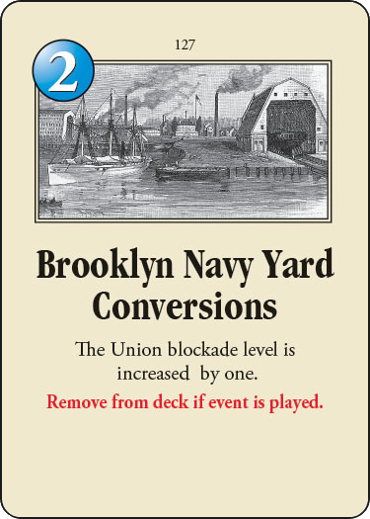 127
2
Brooklyn Navy Yard
Conversions
The Union blockade level is
increased by one.
Remove from deck if event is played.